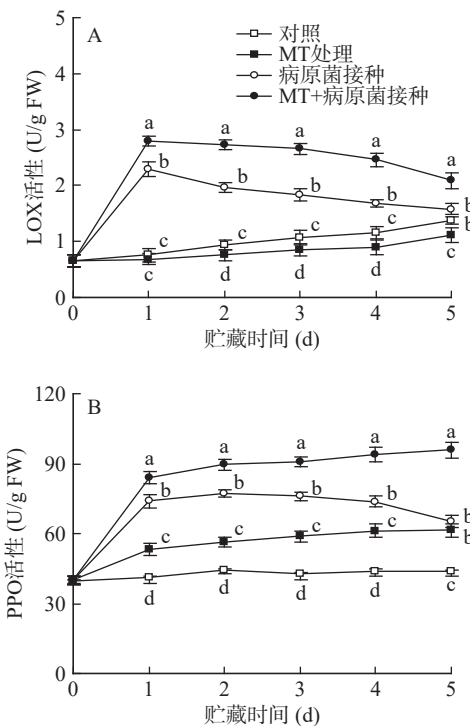 A
对照
MT处理
病原菌接种
MT+病原菌接种
LOX活性 (U/g FW)
5
4
3
2
1
0
a a a a a
b b b b b
c c c c b
c d d d c
0 1 2 3 4 5
贮藏时间 (d)
B
PPO活性 (U/g FW)
120
90
60
30
0
a a a a a
b b b b b
c c c c b
d d d d c
0 1 2 3 4 5
贮藏时间 (d)